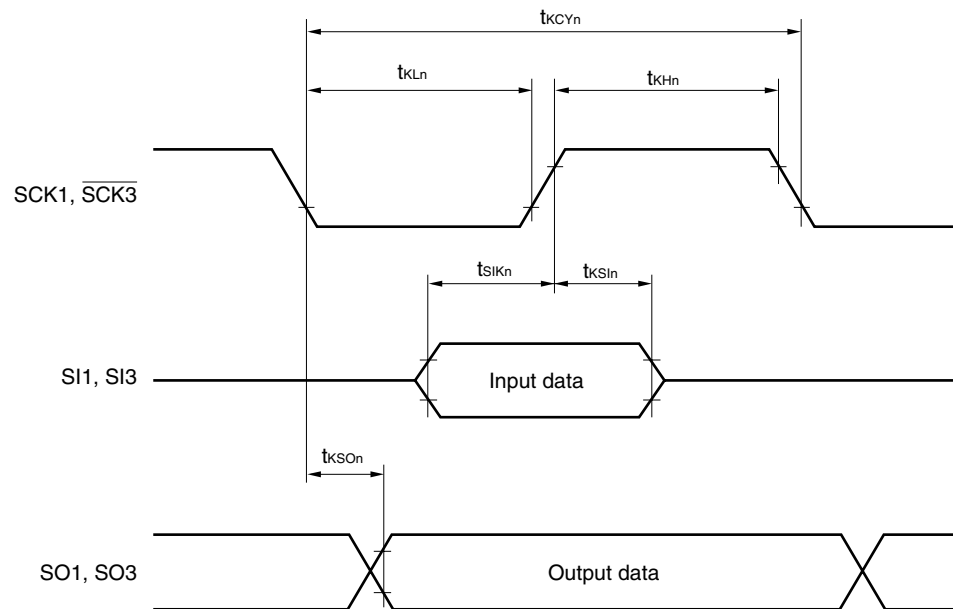 tKCYn
tKLn
tKHn
SCK1, SCK3
tSIKn
tKSIn
SI1, SI3
Input data
tKSOn
SO1, SO3
Output data